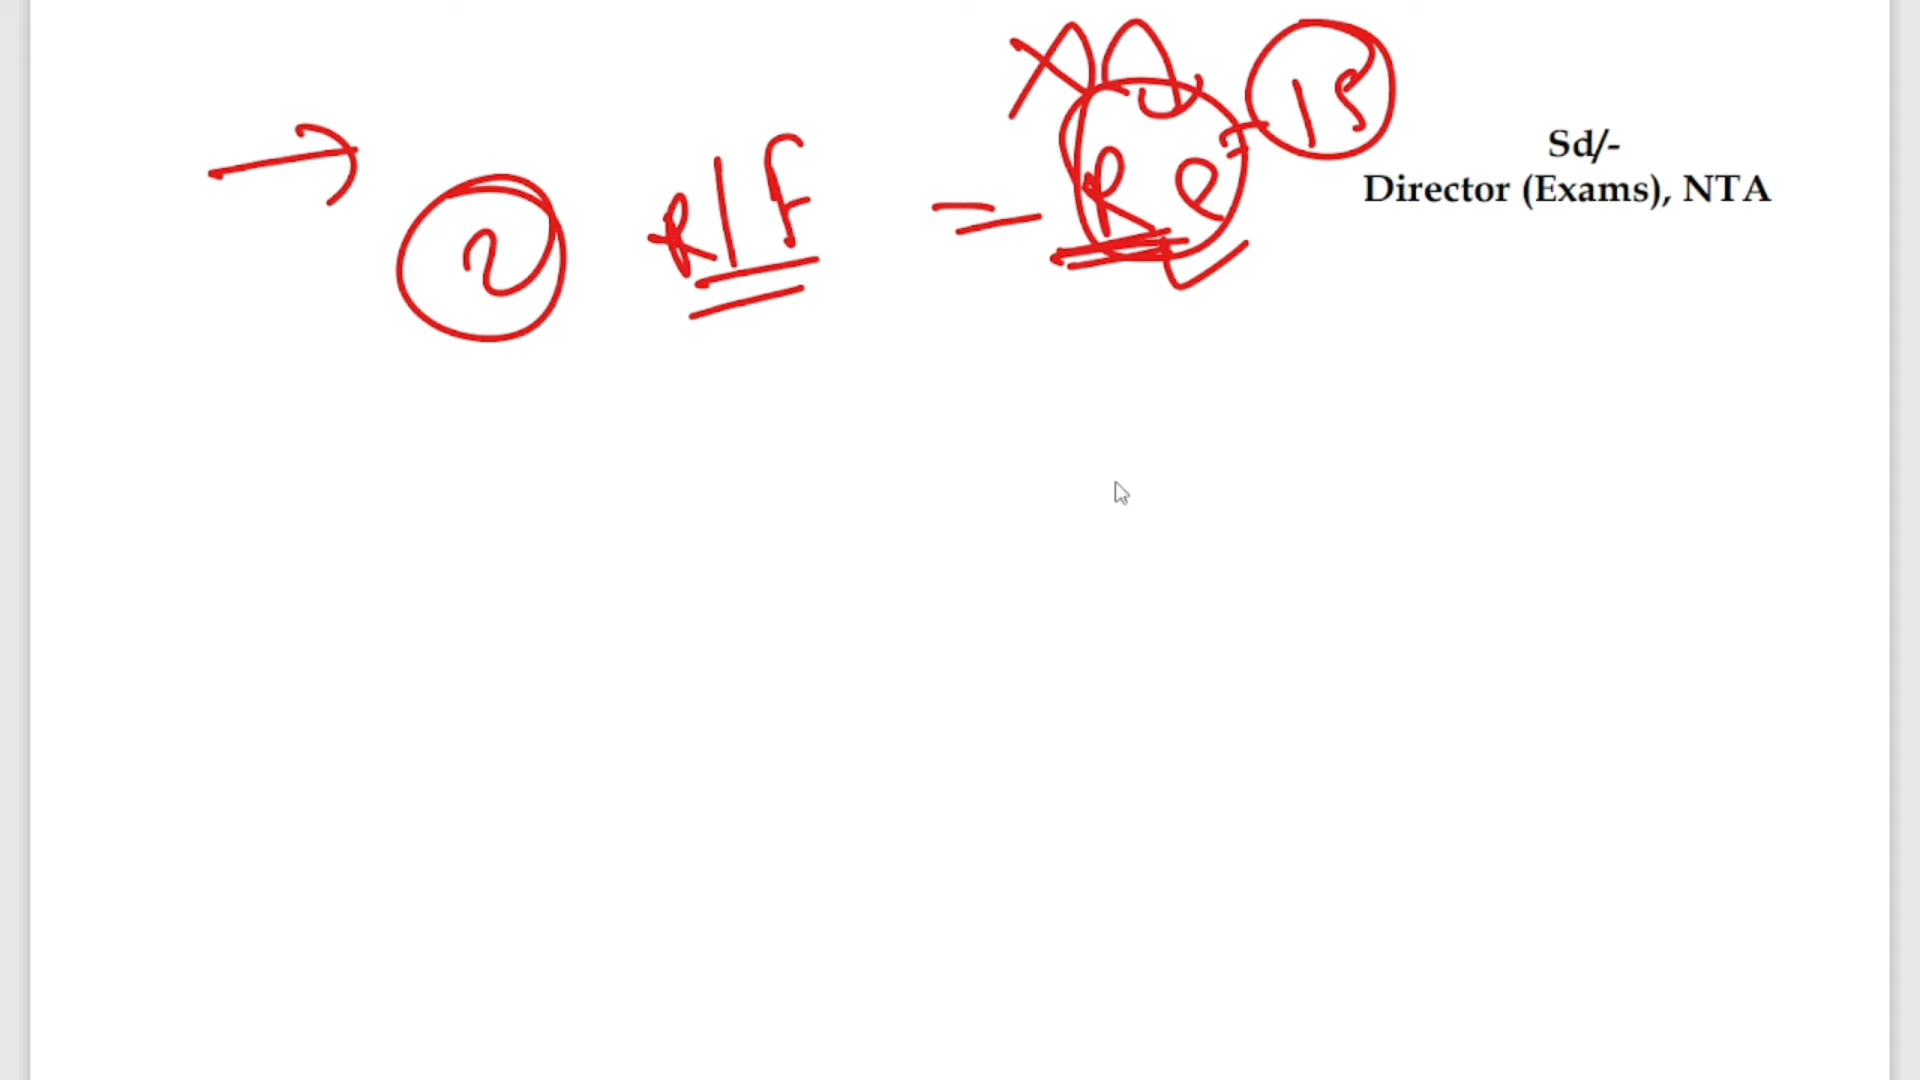 15
Sd/-
Director (Exams), NTA
2 R/F = Re